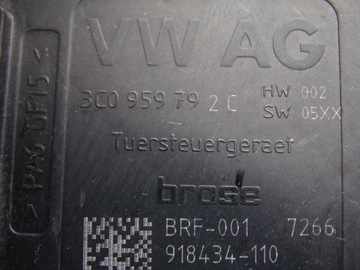 VW AG
3C0 959 79 2 C
HW 002
SW 05XX
Tuersteuergeraet
brose
BRF-001 7266
918434-110
> PA6 GF15 <